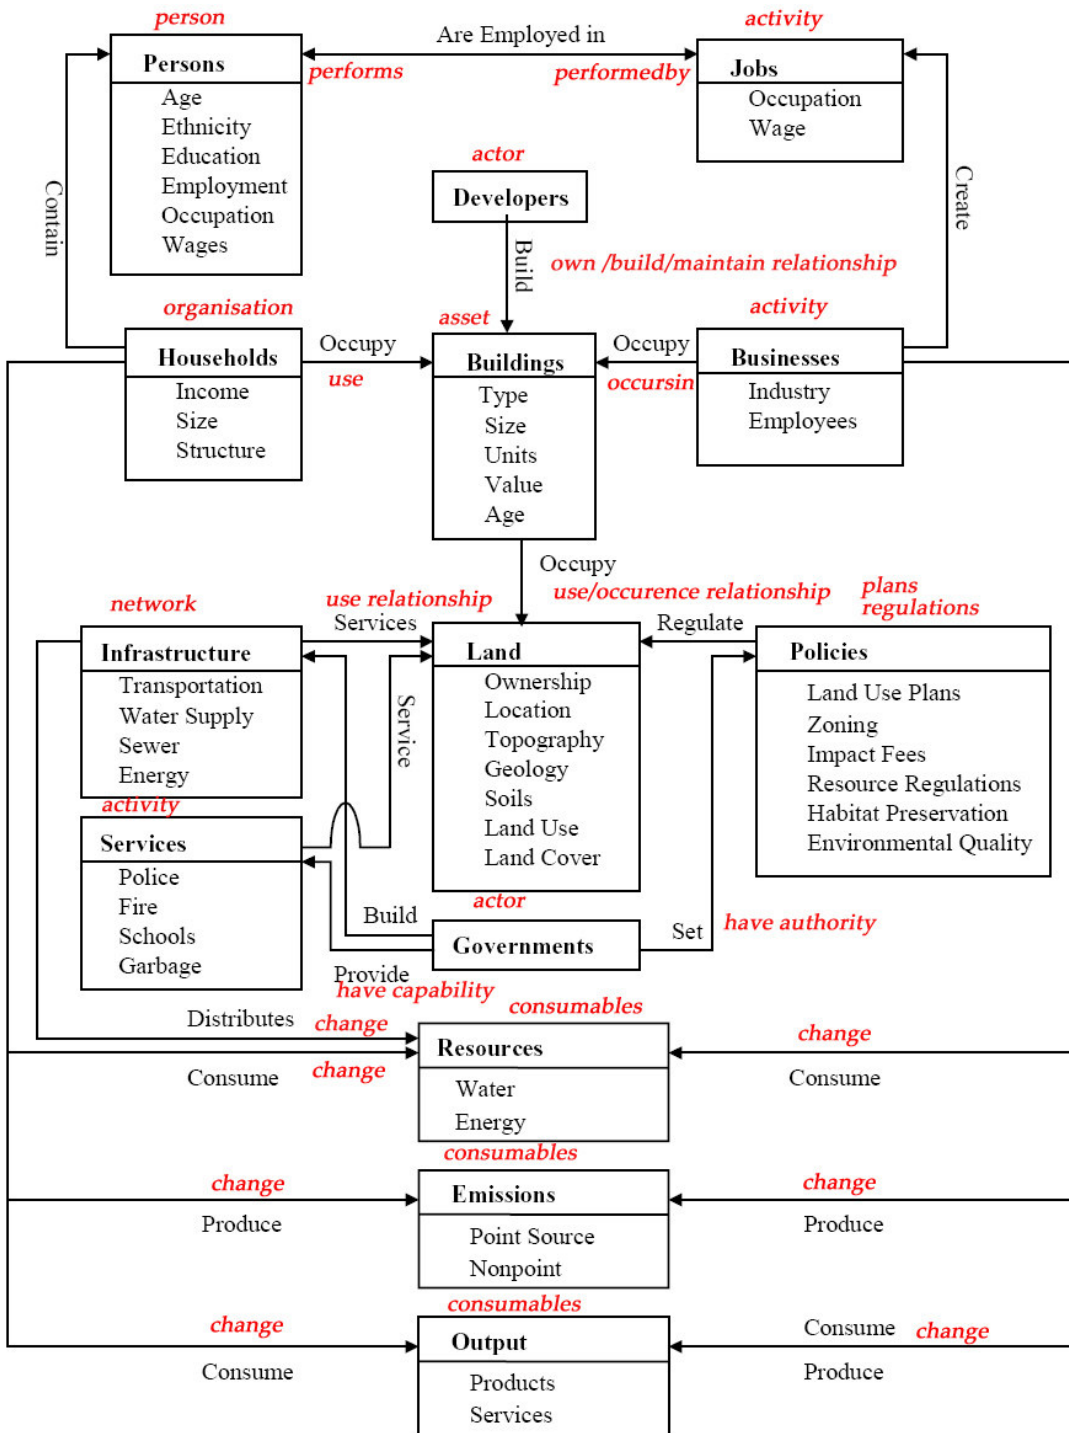 person
activity
Are Employed in
Persons
performs
performedby
Jobs
Age
Ethnicity
Education
Employment
Occupation
Wages
Occupation
Wage
Contain
Create
actor
Developers
Build
own /build/maintain relationship
organisation
asset
activity
Households
Occupy
use
Buildings
Occupy
occursin
Businesses
Income
Size
Structure
Type
Size
Units
Value
Age
Industry
Employees
Occupy
network
use relationship
use/occurence relationship
plans
regulations
Infrastructure
Services
Land
Regulate
Policies
Transportation
Water Supply
Sewer
Energy
Service
Ownership
Location
Topography
Geology
Soils
Land Use
Land Cover
Land Use Plans
Zoning
Impact Fees
Resource Regulations
Habitat Preservation
Environmental Quality
activity
Services
Police
Fire
Schools
Garbage
actor
Build
Governments
Set
have authority
Provide
have capability
consumables
Distributes
change
Resources
change
Consume
change
Consume
Water
Energy
consumables
change
Emissions
change
Produce
Produce
Point Source
Nonpoint
consumables
change
Output
Consume
change
Consume
Produce
Products
Services